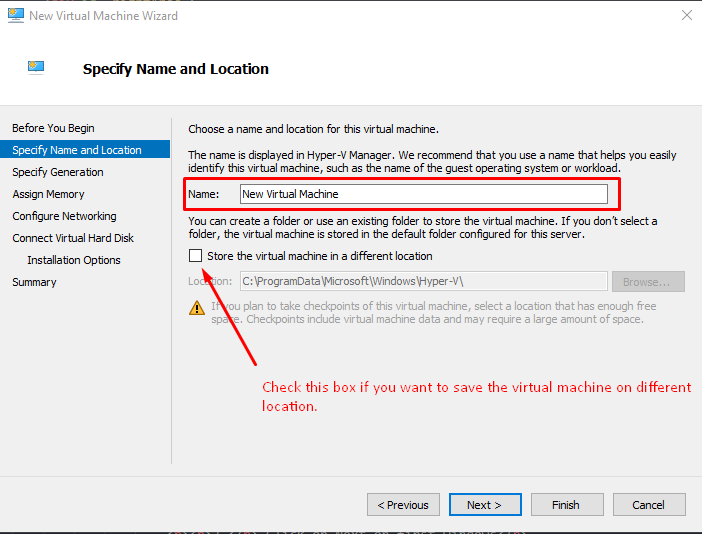 New Virtual Machine Wizard
Specify Name and Location
Before You Begin
Specify Name and Location
Specify Generation
Assign Memory
Configure Networking
Connect Virtual Hard Disk
Installation Options
Summary
Choose a name and location for this virtual machine.
The name is displayed in Hyper-V Manager. We recommend that you use a name that helps you easily
identify this virtual machine, such as the name of the guest operating system or workload.
Name: New Virtual Machine
You can create a folder or use an existing folder to store the virtual machine. If you don't select a
folder, the virtual machine is stored in the default folder configured for this server.
Store the virtual machine in a different location
Location: C:\ProgramData\Microsoft\Windows\Hyper-V\ Browse...
If you plan to take checkpoints of this virtual machine, select a location that has enough free
space. Checkpoints include virtual machine data and may require a large amount of space.
Check this box if you want to save the virtual machine on different
location.
< Previous Next > Finish Cancel